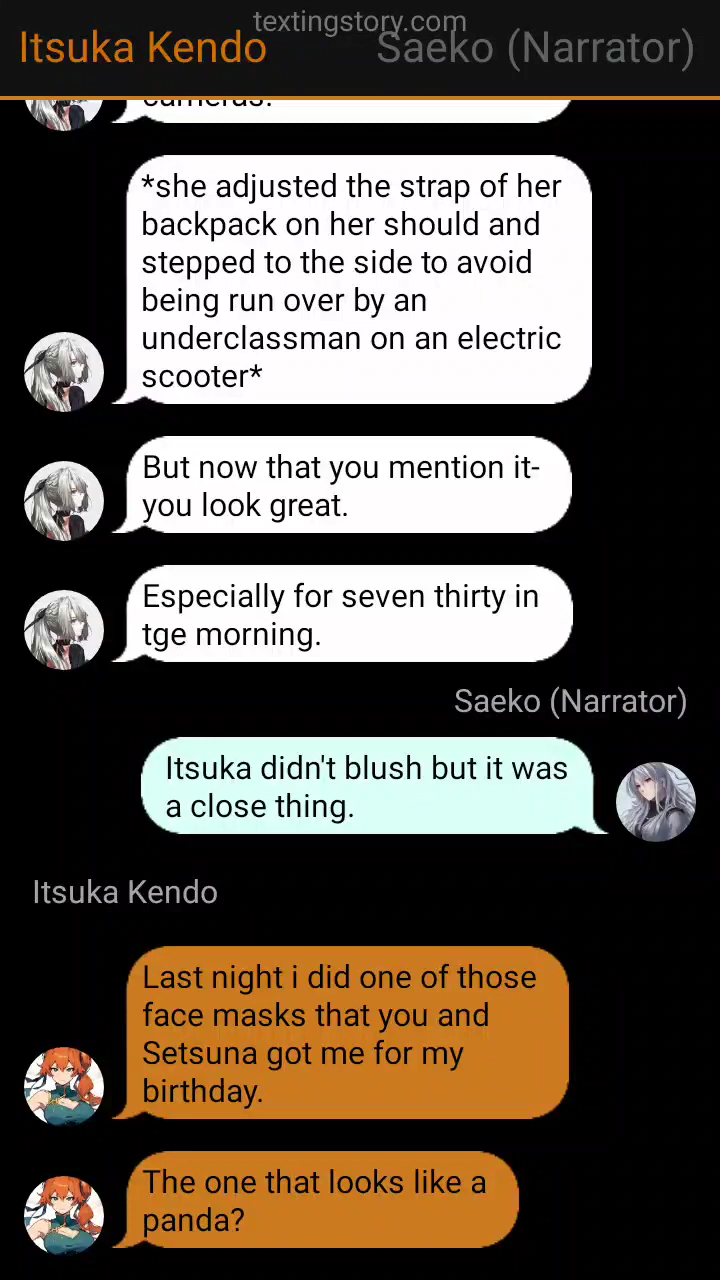 textingstory.com
Itsuka Kendo
Saeko (Narrator)
cameras.
*she adjusted the strap of her
backpack on her should and
stepped to the side to avoid
being run over by an
underclassman on an electric
scooter*
But now that you mention it-
you look great.
Especially for seven thirty in
tge morning.
Saeko (Narrator)
Itsuka didn't blush but it was
a close thing.
Itsuka Kendo
Last night i did one of those
face masks that you and
Setsuna got me for my
birthday.
The one that looks like a
panda?